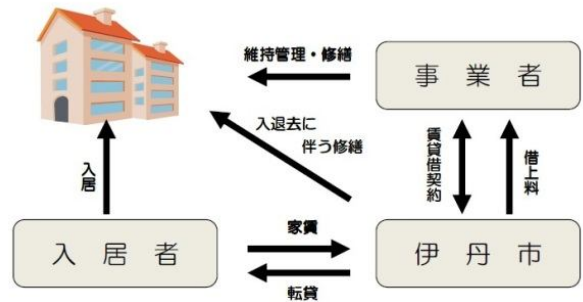 維持管理・修繕
事業者
入退去に
伴う修繕
賃貸借契約
借上料
入居
入居者
家賃
転貸
伊丹市